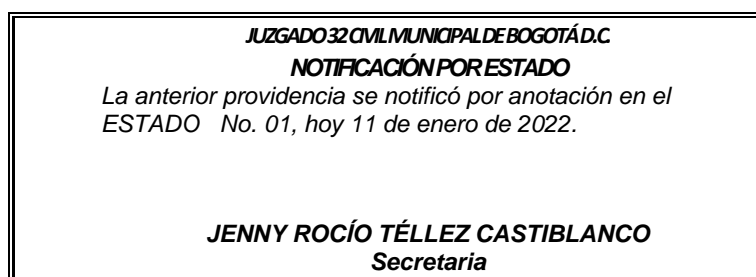 JUZGADO 32 CIVIL MUNICIPAL DE BOGOTÁ D.C.
NOTIFICACIÓN POR ESTADO
La anterior providencia se notificó por anotación en el
ESTADO No. 01, hoy 11 de enero de 2022.
JENNY ROCÍO TÉLLEZ CASTIBLANCO
Secretaria